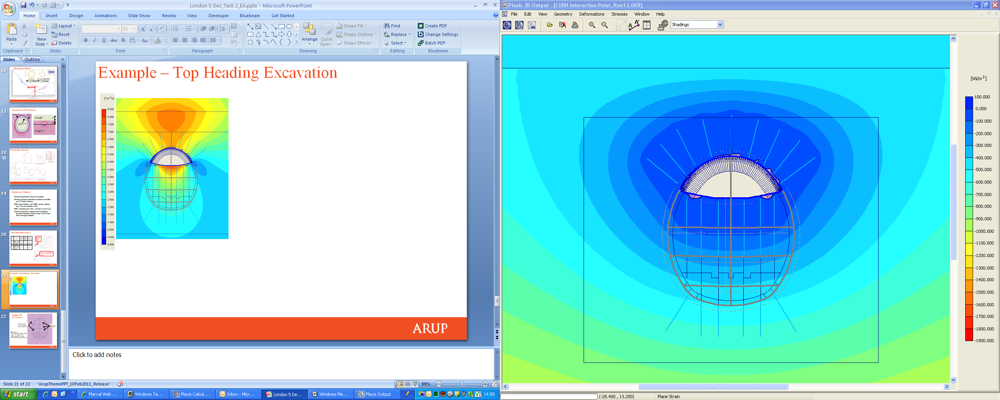 London 5 Dec_Task 2_EA.pptx - Microsoft PowerPoint
Home Insert Design Animations Slide Show Review View Developer Bluebeam Get Started
Paste
Clipboard
New Slide
Layout
Reset
Delete
Slides
32
Font
Paragraph
Arrange
Quick Styles
Shape Fill
Shape Outline
Shape Effects
Drawing
Find
Replace
Select
Editing
Create PDF
Change Settings
Batch PDF
Bluebeam
Slides Outline
16
17
18
19
20
21
22
Example – Top Heading Excavation
[*10-3m]
8.500
8.000
7.500
7.000
6.500
6.000
5.500
5.000
4.500
4.000
3.500
3.000
2.500
2.000
1.500
1.000
0.500
-0.000
-0.500
ARUP
Click to add notes
Slide 21 of 22 "ArupThemePPT_10Feb2011_Release" 99%
start Marval Web ... Windows Ta... Plaxis Calcul... Inbox - Micr... London 5 De... Windows Me... Plaxis Output 14:50
Plaxis 2D Output - [CERN Interaction Point_Run12.008]
File Edit View Geometry Deformations Stresses Window Help
Shadings
[kN/m2]
100.000
0.000
-100.000
-200.000
-300.000
-400.000
-500.000
-600.000
-700.000
-800.000
-900.000
-1000.000
-1100.000
-1200.000
-1300.000
-1400.000
-1500.000
-1600.000
-1700.000
-1800.000
-1900.000
(-28.400 , 13.200) Plane Strain